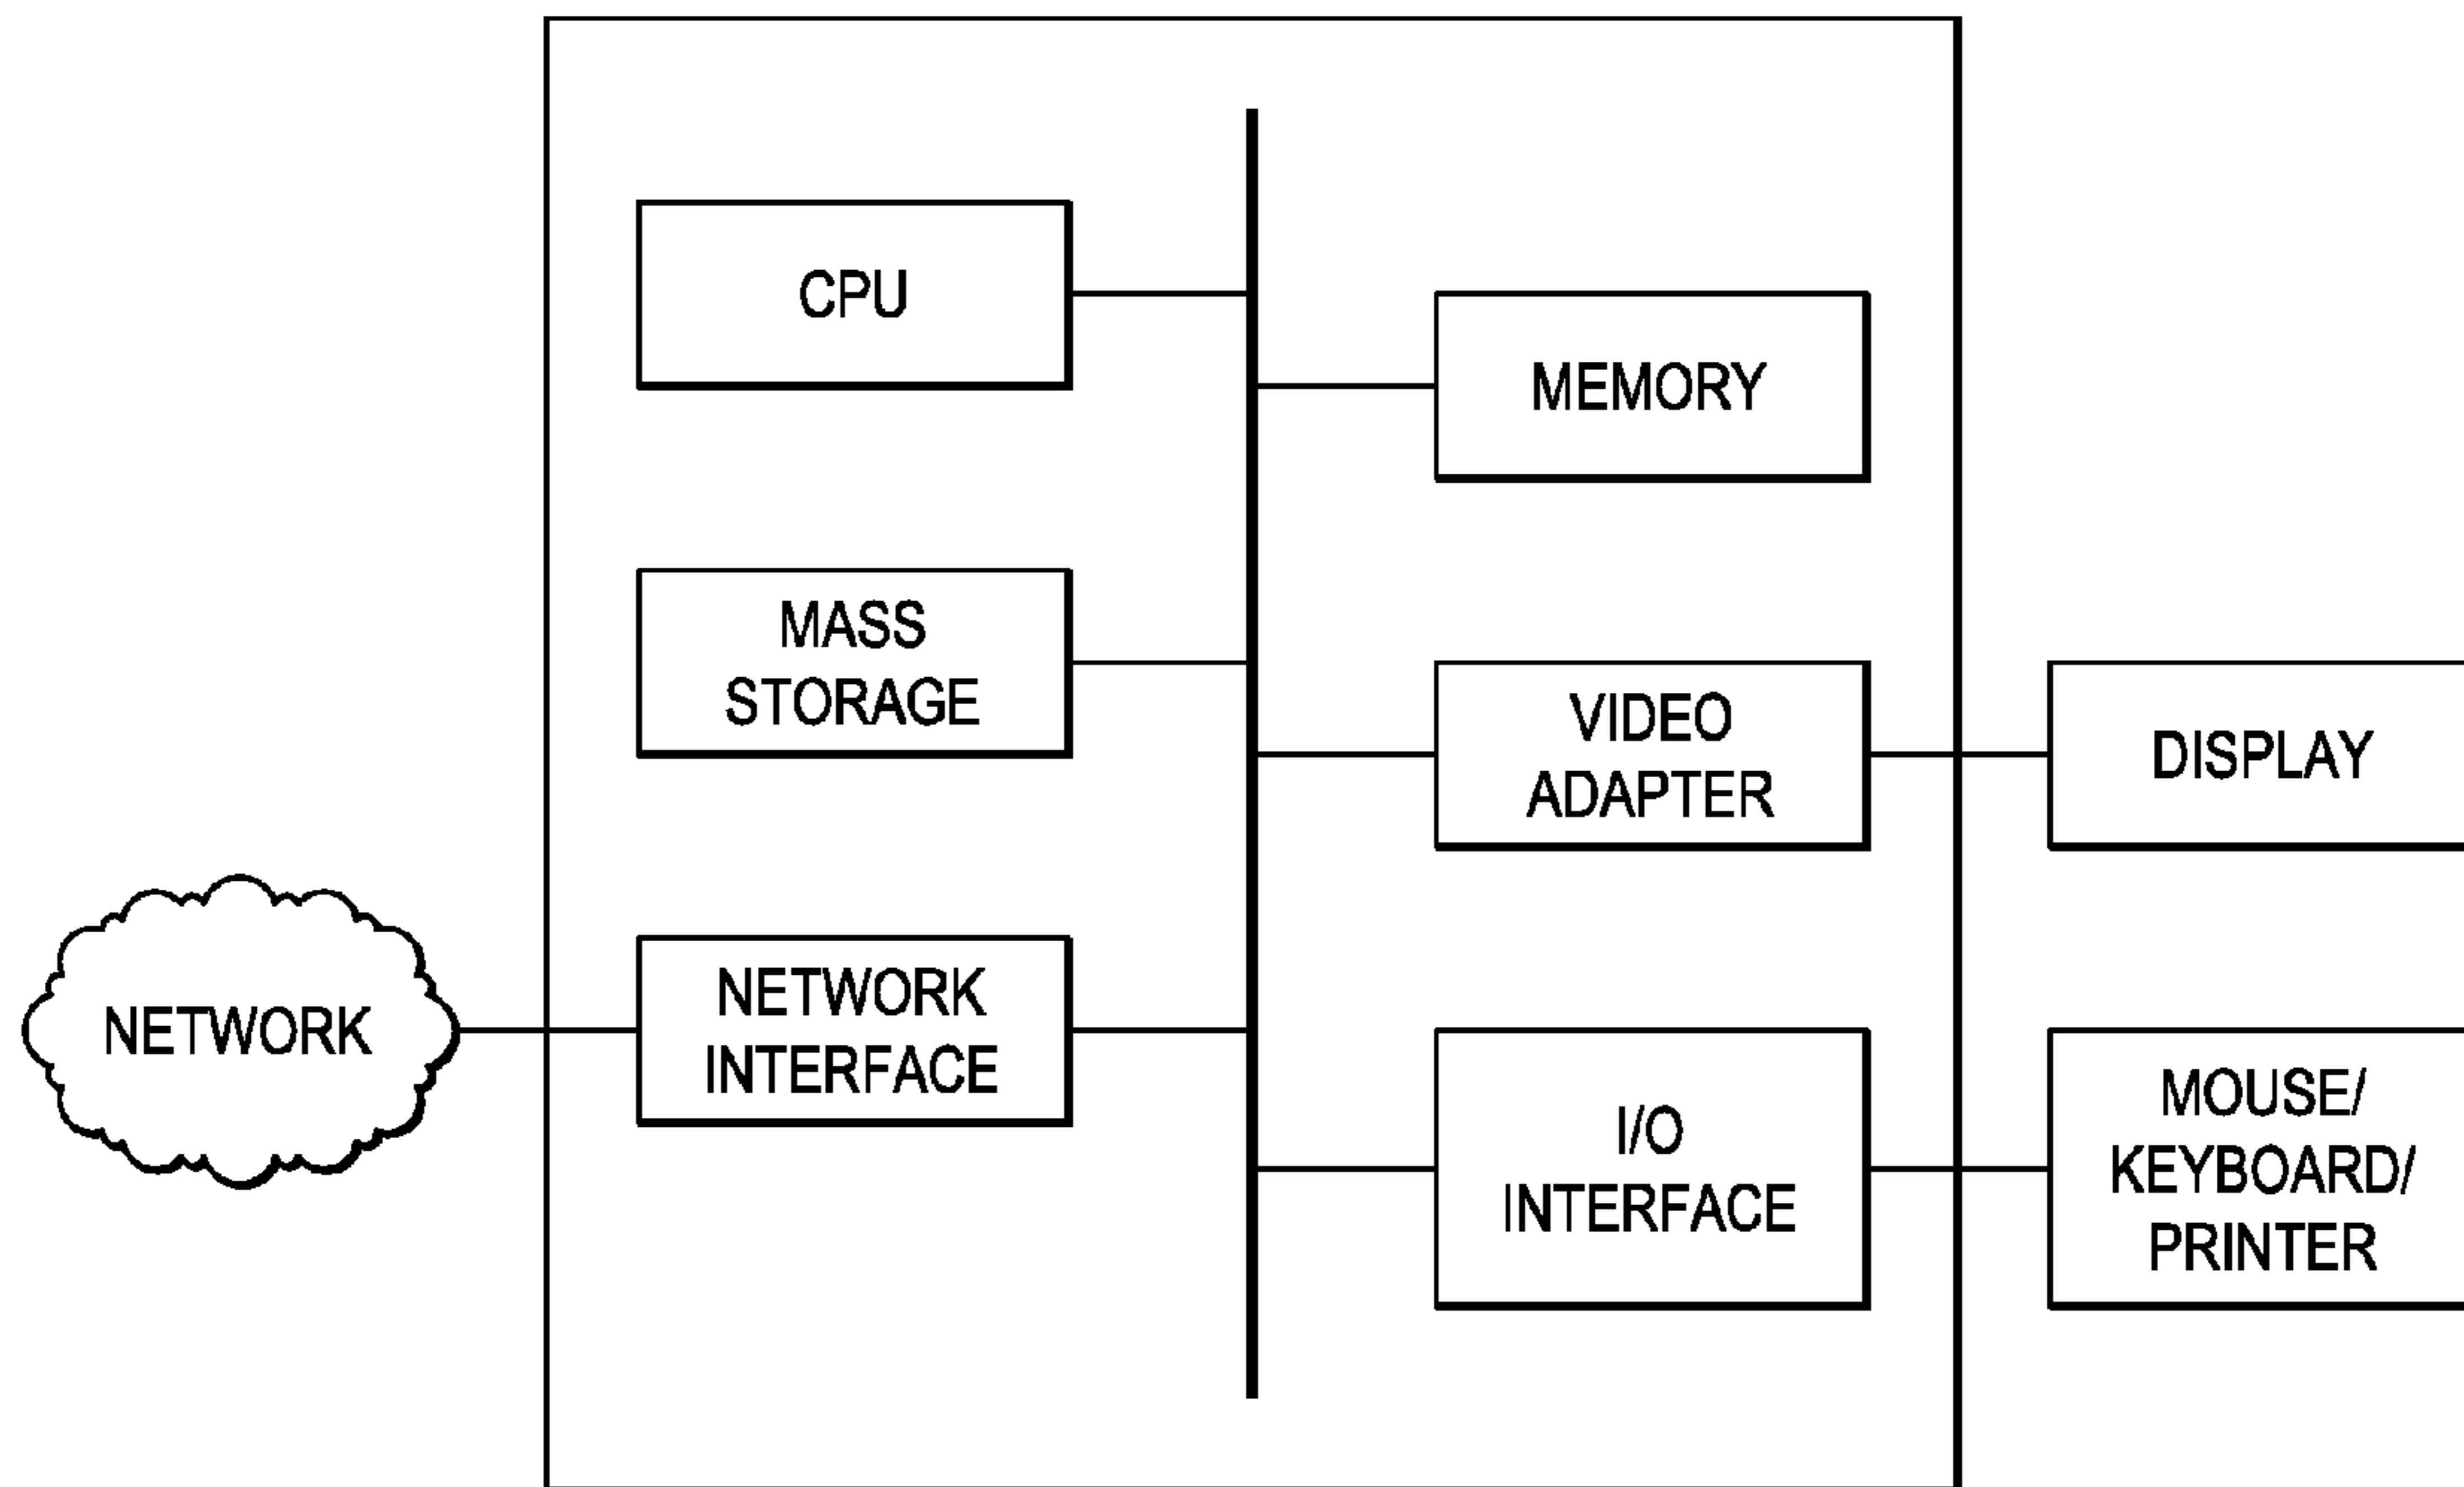 CPU
MEMORY
MASS
STORAGE
VIDEO
ADAPTER
DISPLAY
NETWORK
NETWORK
INTERFACE
I/O
INTERFACE
MOUSE/
KEYBOARD/
PRINTER